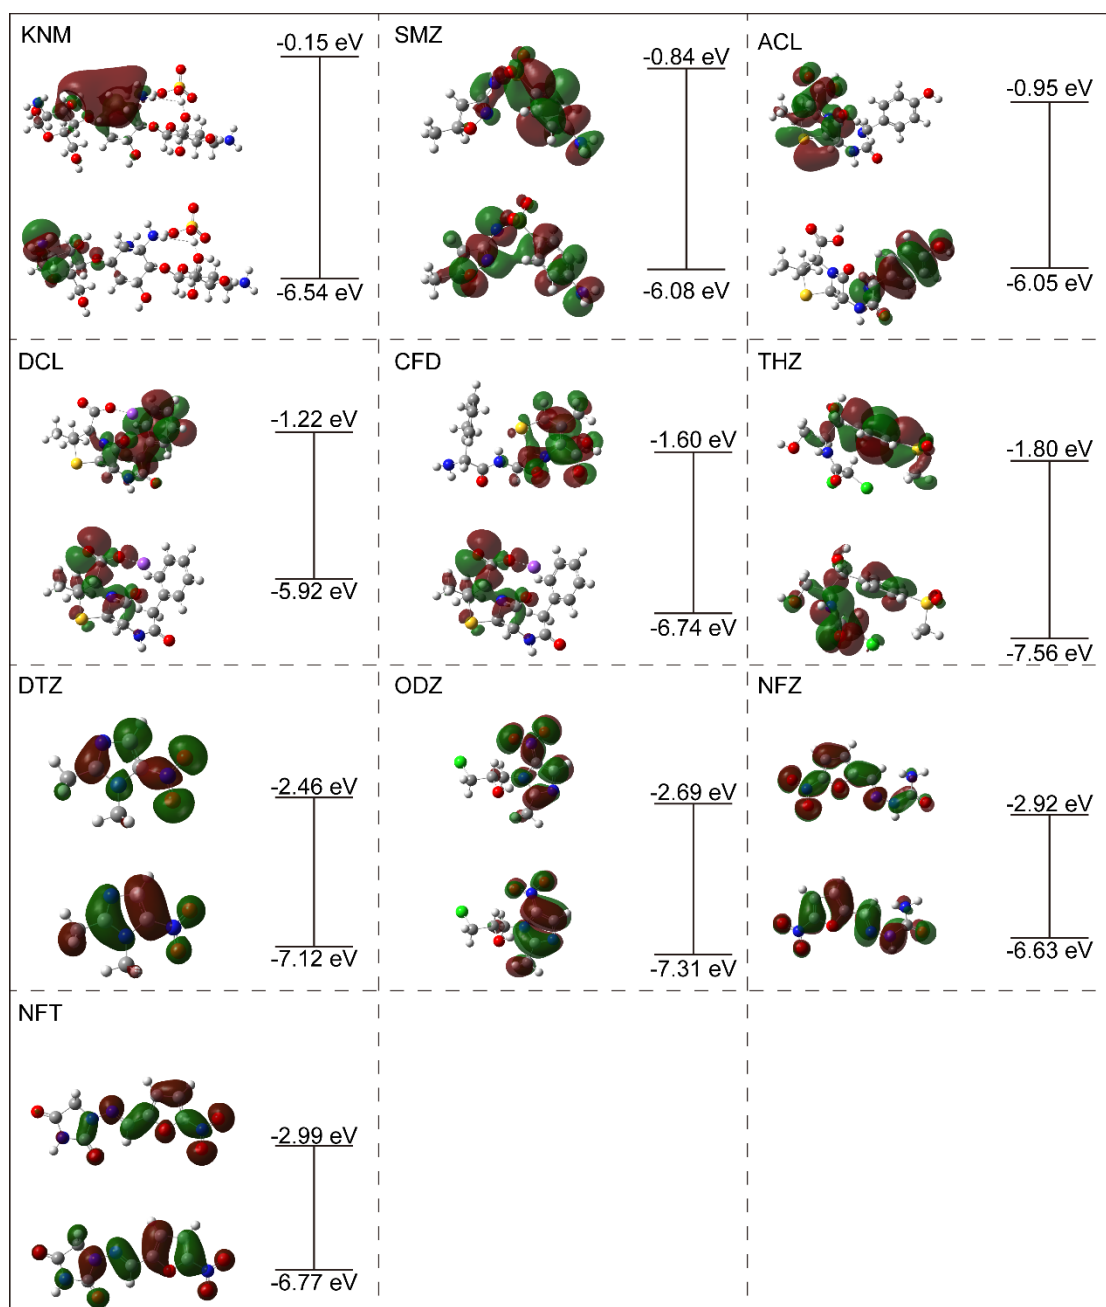 KNM
-0.15 eV
-6.54 eV
SMZ
-0.84 eV
-6.08 eV
ACL
-0.95 eV
-6.05 eV
DCL
-1.22 eV
-5.92 eV
CFD
-1.60 eV
-6.74 eV
THZ
-1.80 eV
-7.56 eV
DTZ
-2.46 eV
-7.12 eV
ODZ
-2.69 eV
-7.31 eV
NFZ
-2.92 eV
-6.63 eV
NFT
-2.99 eV
-6.77 eV